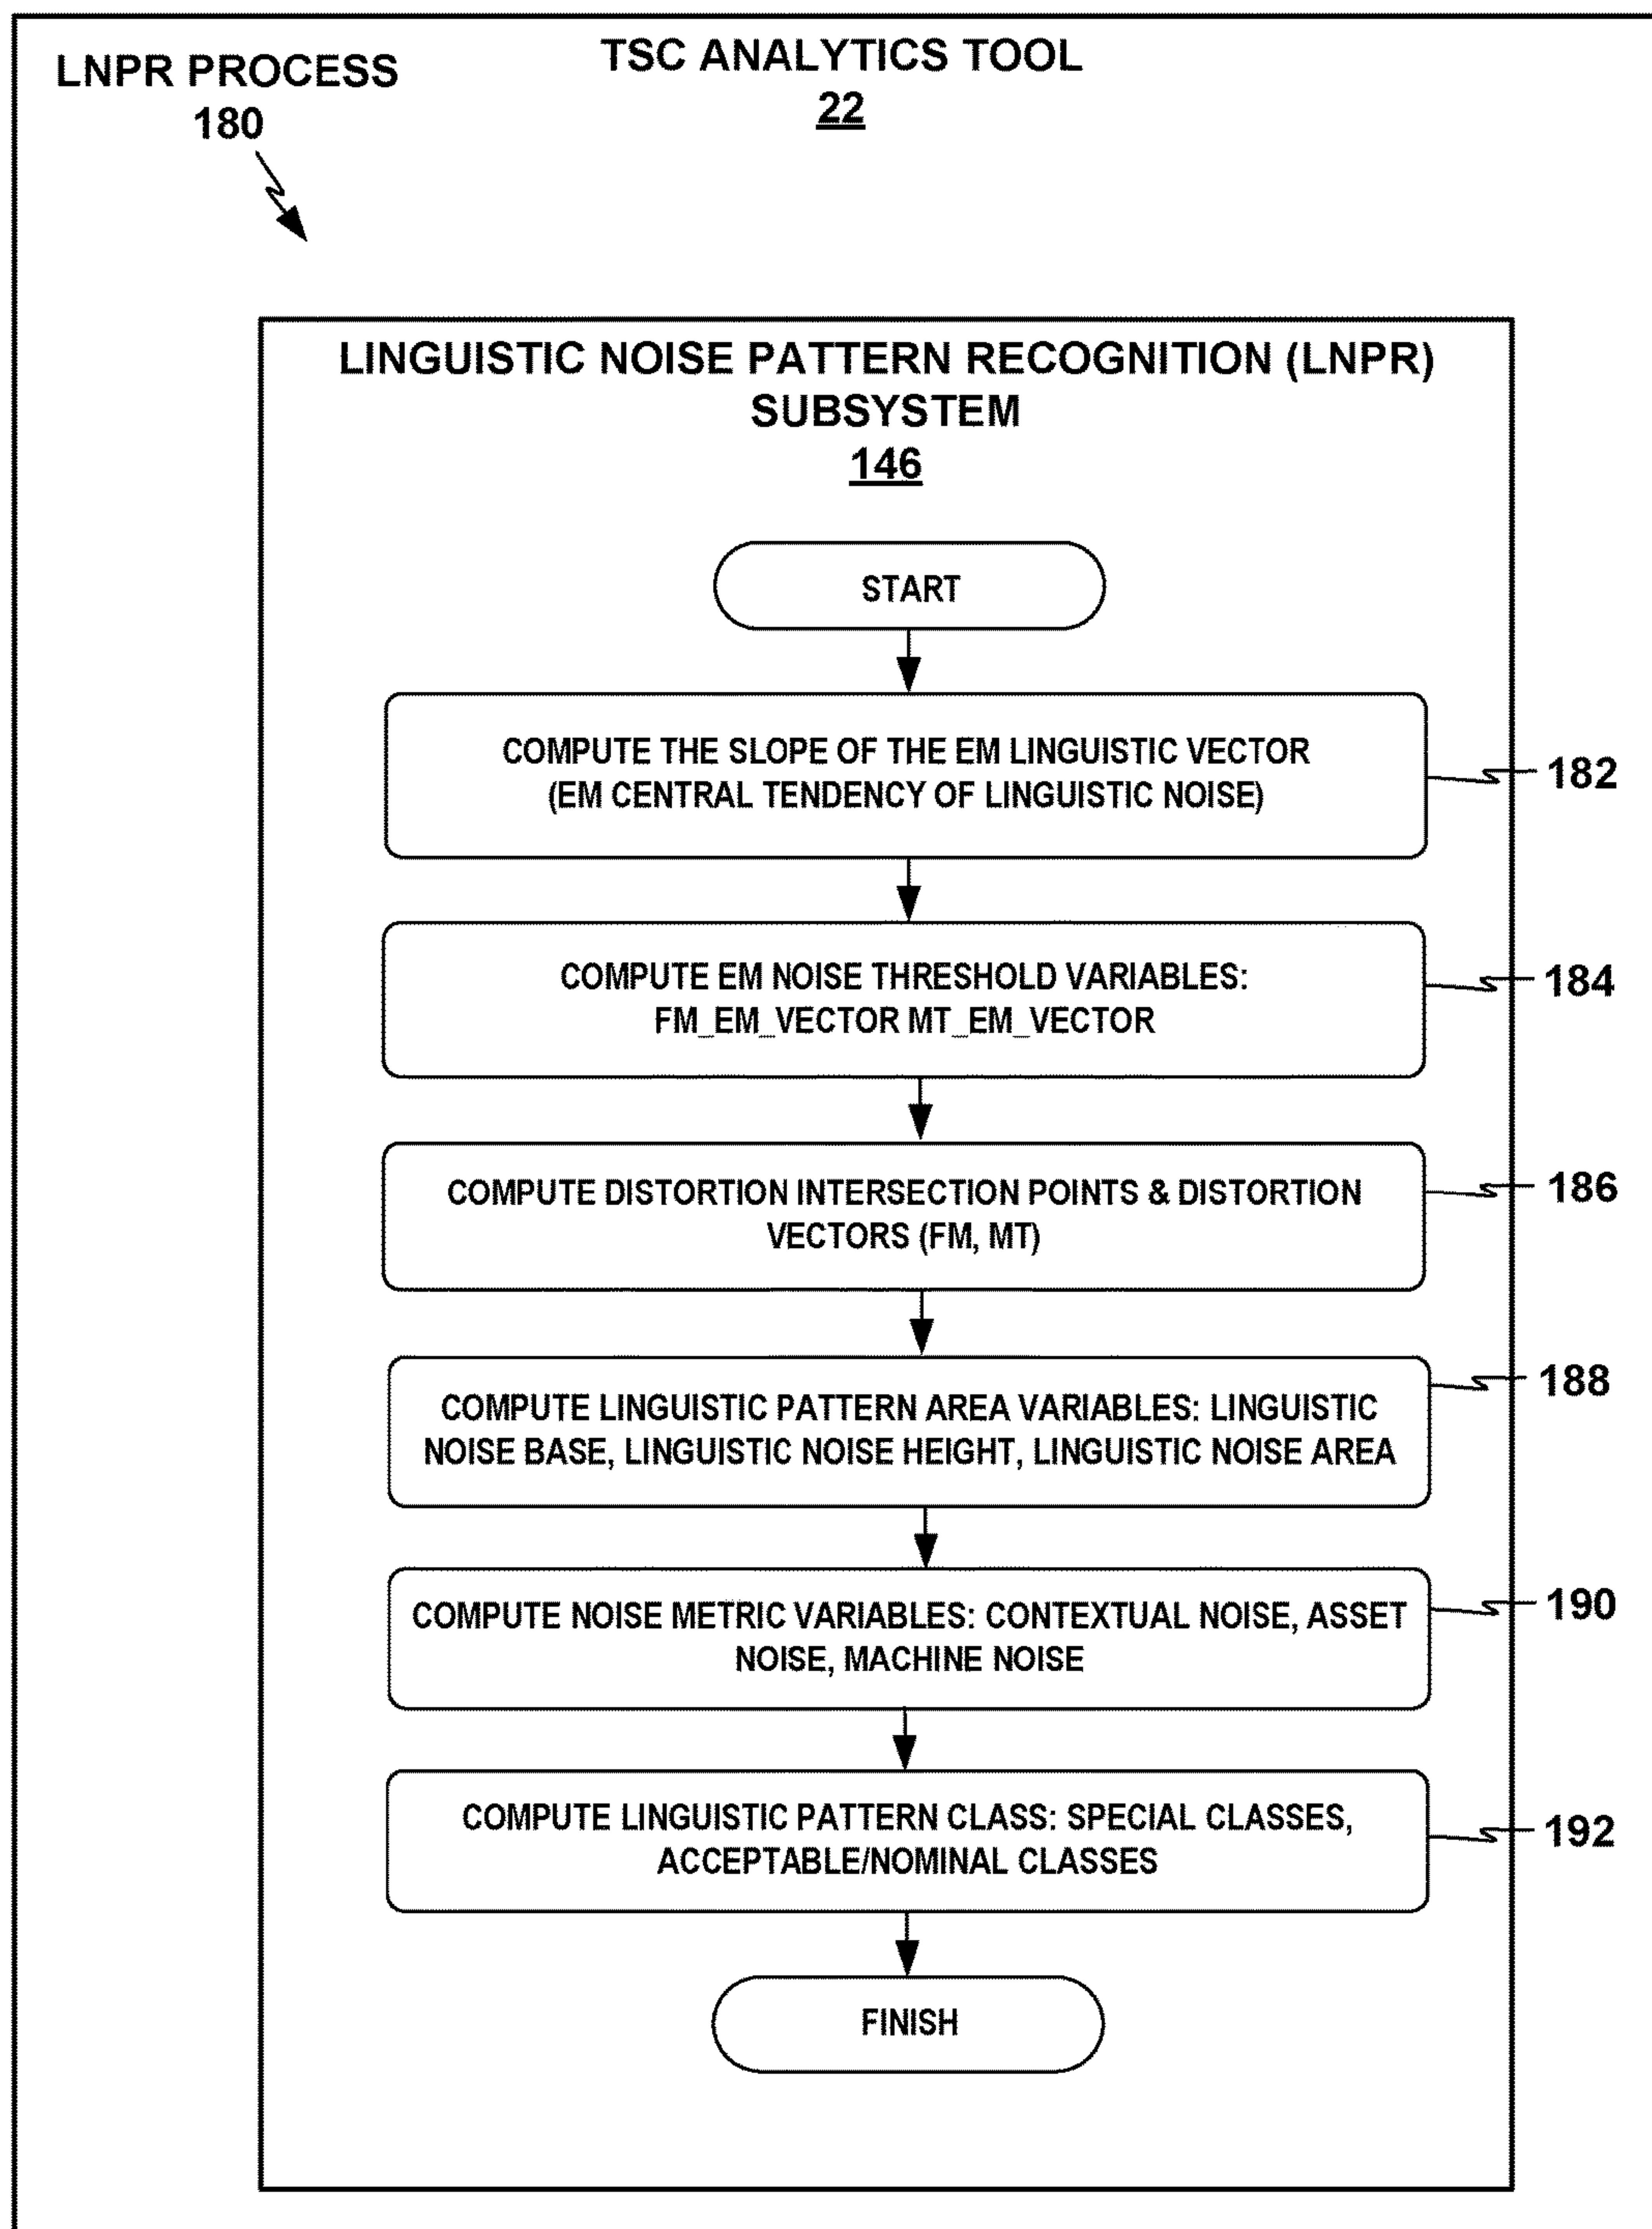 LNPR PROCESS
180
TSC ANALYTICS TOOL
22
LINGUISTIC NOISE PATTERN RECOGNITION (LNPR)
SUBSYSTEM
146
START
COMPUTE THE SLOPE OF THE EM LINGUISTIC VECTOR
(EM CENTRAL TENDENCY OF LINGUISTIC NOISE)
182
COMPUTE EM NOISE THRESHOLD VARIABLES:
FM_EM_VECTOR MT_EM_VECTOR
184
COMPUTE DISTORTION INTERSECTION POINTS & DISTORTION
VECTORS (FM, MT)
186
COMPUTE LINGUISTIC PATTERN AREA VARIABLES: LINGUISTIC
NOISE BASE, LINGUISTIC NOISE HEIGHT, LINGUISTIC NOISE AREA
188
COMPUTE NOISE METRIC VARIABLES: CONTEXTUAL NOISE, ASSET
NOISE, MACHINE NOISE
190
COMPUTE LINGUISTIC PATTERN CLASS: SPECIAL CLASSES,
ACCEPTABLE/NOMINAL CLASSES
192
FINISH